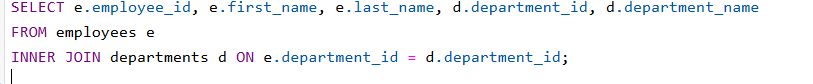 SELECT e.employee_id, e.first_name, e.last_name, d.department_id, d.department_name
FROM employees e
INNER JOIN departments d ON e.department_id = d.department_id;